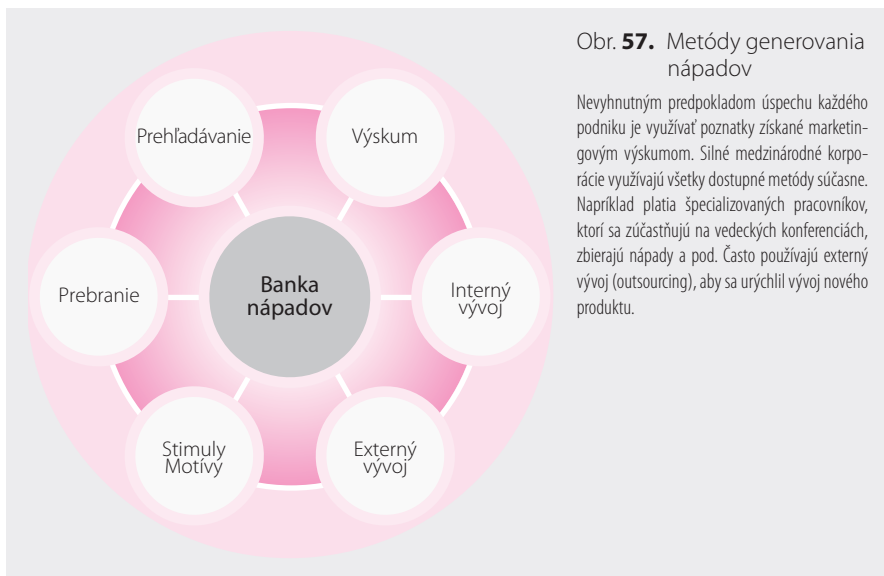 Prehľadávanie
Výskum
Prebranie
Banka
nápadov
Interný
vývoj
Stimuly
Motívy
Externý
vývoj
Obr. 57. Metódy generovania
nápadov
Nevyhnutným predpokladom úspechu každého
podniku je využívať poznatky získané marketin-
govým výskumom. Silné medzinárodné korpo-
rácie využívajú všetky dostupné metódy súčasne.
Napríklad platia špecializovaných pracovníkov,
ktorí sa zúčastňujú na vedeckých konferenciách,
zbierajú nápady a pod. Často používajú externý
vývoj (outsourcing), aby sa urýchlil vývoj nového
produktu.